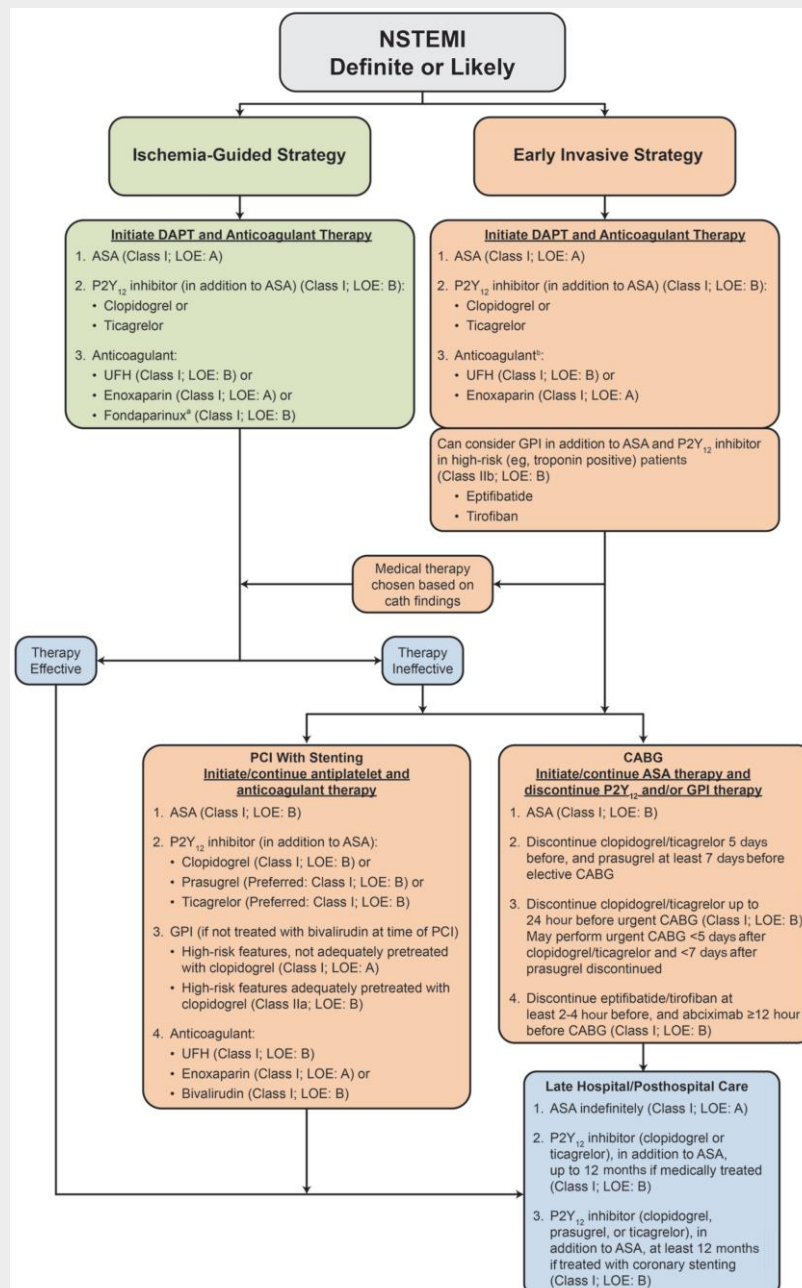 NSTEMI
Definite or Likely
Ischemia-Guided Strategy
Early Invasive Strategy
Initiate DAPT and Anticoagulant Therapy
1. ASA (Class I; LOE: A)
2. P2Y₁₂ inhibitor (in addition to ASA) (Class I; LOE: B):
• Clopidogrel or
• Ticagrelor
3. Anticoagulant:
• UFH (Class I; LOE: B) or
• Enoxaparin (Class I; LOE: A) or
• Fondaparinuxᵃ (Class I; LOE: B)
Initiate DAPT and Anticoagulant Therapy
1. ASA (Class I; LOE: A)
2. P2Y₁₂ inhibitor (in addition to ASA) (Class I; LOE: B):
• Clopidogrel or
• Ticagrelor
3. Anticoagulantᵇ:
• UFH (Class I; LOE: B) or
• Enoxaparin (Class I; LOE: A)
Can consider GPI in addition to ASA and P2Y₁₂ inhibitor
in high-risk (eg, troponin positive) patients
(Class IIb; LOE: B)
• Eptifibatide
• Tirofiban
Medical therapy
chosen based on
cath findings
Therapy
Effective
Therapy
Ineffective
PCI With Stenting
Initiate/continue antiplatelet and
anticoagulant therapy
1. ASA (Class I; LOE: B)
2. P2Y₁₂ inhibitor (in addition to ASA):
• Clopidogrel (Class I; LOE: B) or
• Prasugrel (Preferred: Class I; LOE: B) or
• Ticagrelor (Preferred: Class I; LOE: B)
3. GPI (if not treated with bivalirudin at time of PCI)
• High-risk features, not adequately pretreated
with clopidogrel (Class I; LOE: A)
• High-risk features adequately pretreated with
clopidogrel (Class IIa; LOE: B)
4. Anticoagulant:
• UFH (Class I; LOE: B)
• Enoxaparin (Class I; LOE: A) or
• Bivalirudin (Class I; LOE: B)
CABG
Initiate/continue ASA therapy and
discontinue P2Y₁₂ and/or GPI therapy
1. ASA (Class I; LOE: B)
2. Discontinue clopidogrel/ticagrelor 5 days
before, and prasugrel at least 7 days before
elective CABG
3. Discontinue clopidogrel/ticagrelor up to
24 hour before urgent CABG (Class I; LOE: B)
May perform urgent CABG <5 days after
clopidogrel/ticagrelor and <7 days after
prasugrel discontinued
4. Discontinue eptifibatide/tirofiban at
least 2-4 hour before, and abciximab ≥12 hour
before CABG (Class I; LOE: B)
Late Hospital/Posthospital Care
1. ASA indefinitely (Class I; LOE: A)
2. P2Y₁₂ inhibitor (clopidogrel or
ticagrelor), in addition to ASA,
up to 12 months if medically treated
(Class I; LOE: B)
3. P2Y₁₂ inhibitor (clopidogrel,
prasugrel, or ticagrelor), in
addition to ASA, at least 12 months
if treated with coronary stenting
(Class I; LOE: B)